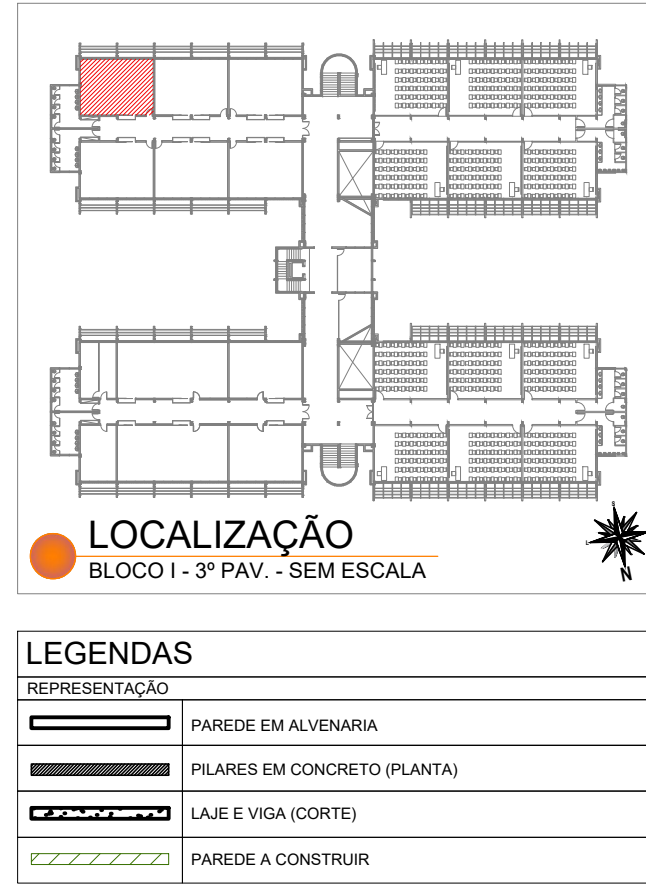 LOCALIZAÇÃO
BLOCO I - 3º PAV. - SEM ESCALA
S
L
N
LEGENDAS
REPRESENTAÇÃO
PAREDE EM ALVENARIA
PILARES EM CONCRETO (PLANTA)
LAJE E VIGA (CORTE)
PAREDE A CONSTRUIR